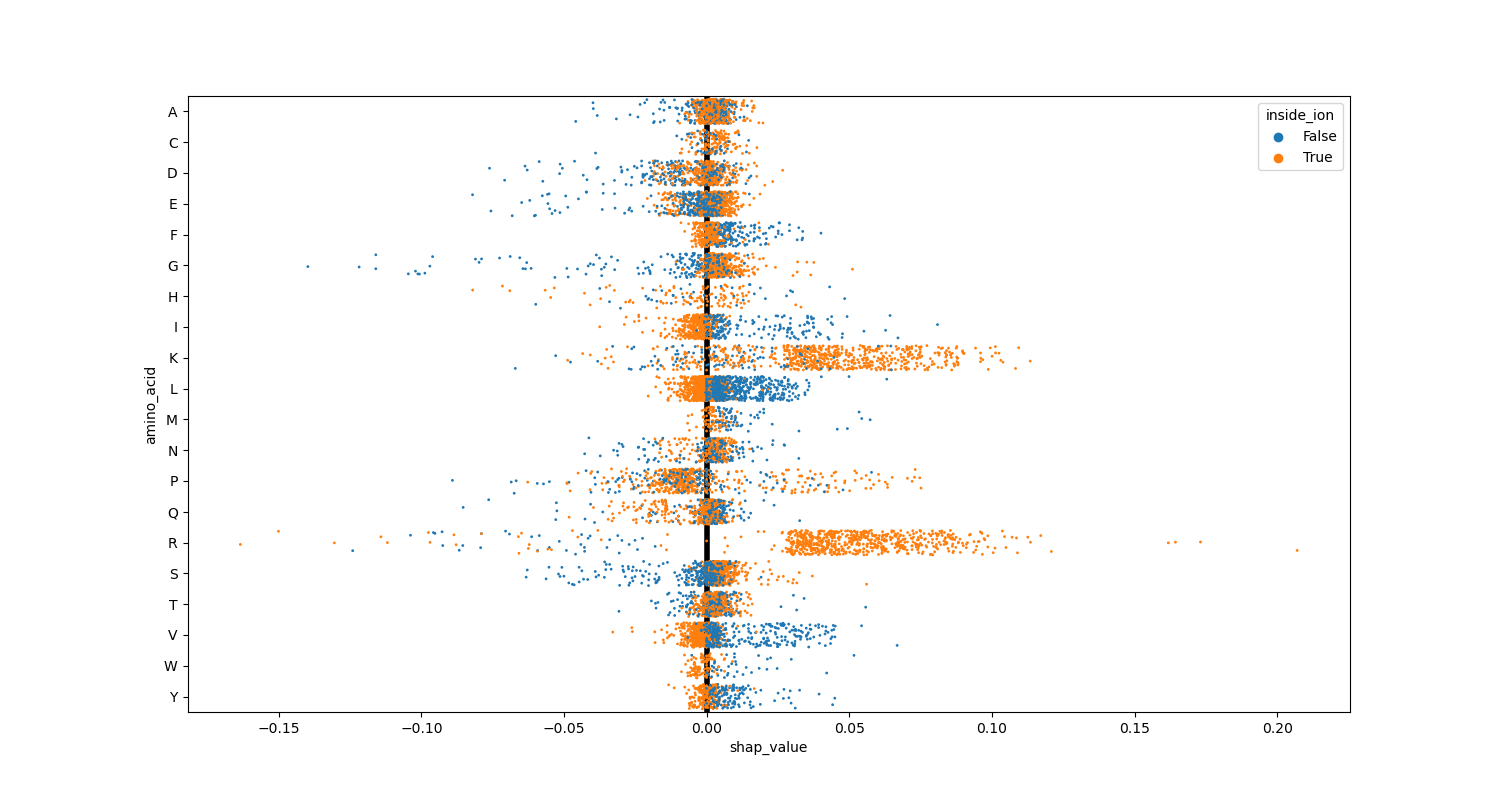 inside_ion
False
True
amino_acid
A
C
D
E
F
G
H
I
K
L
M
N
P
Q
R
S
T
V
W
Y
−0.15 −0.10 −0.05 0.00 0.05 0.10 0.15 0.20
shap_value